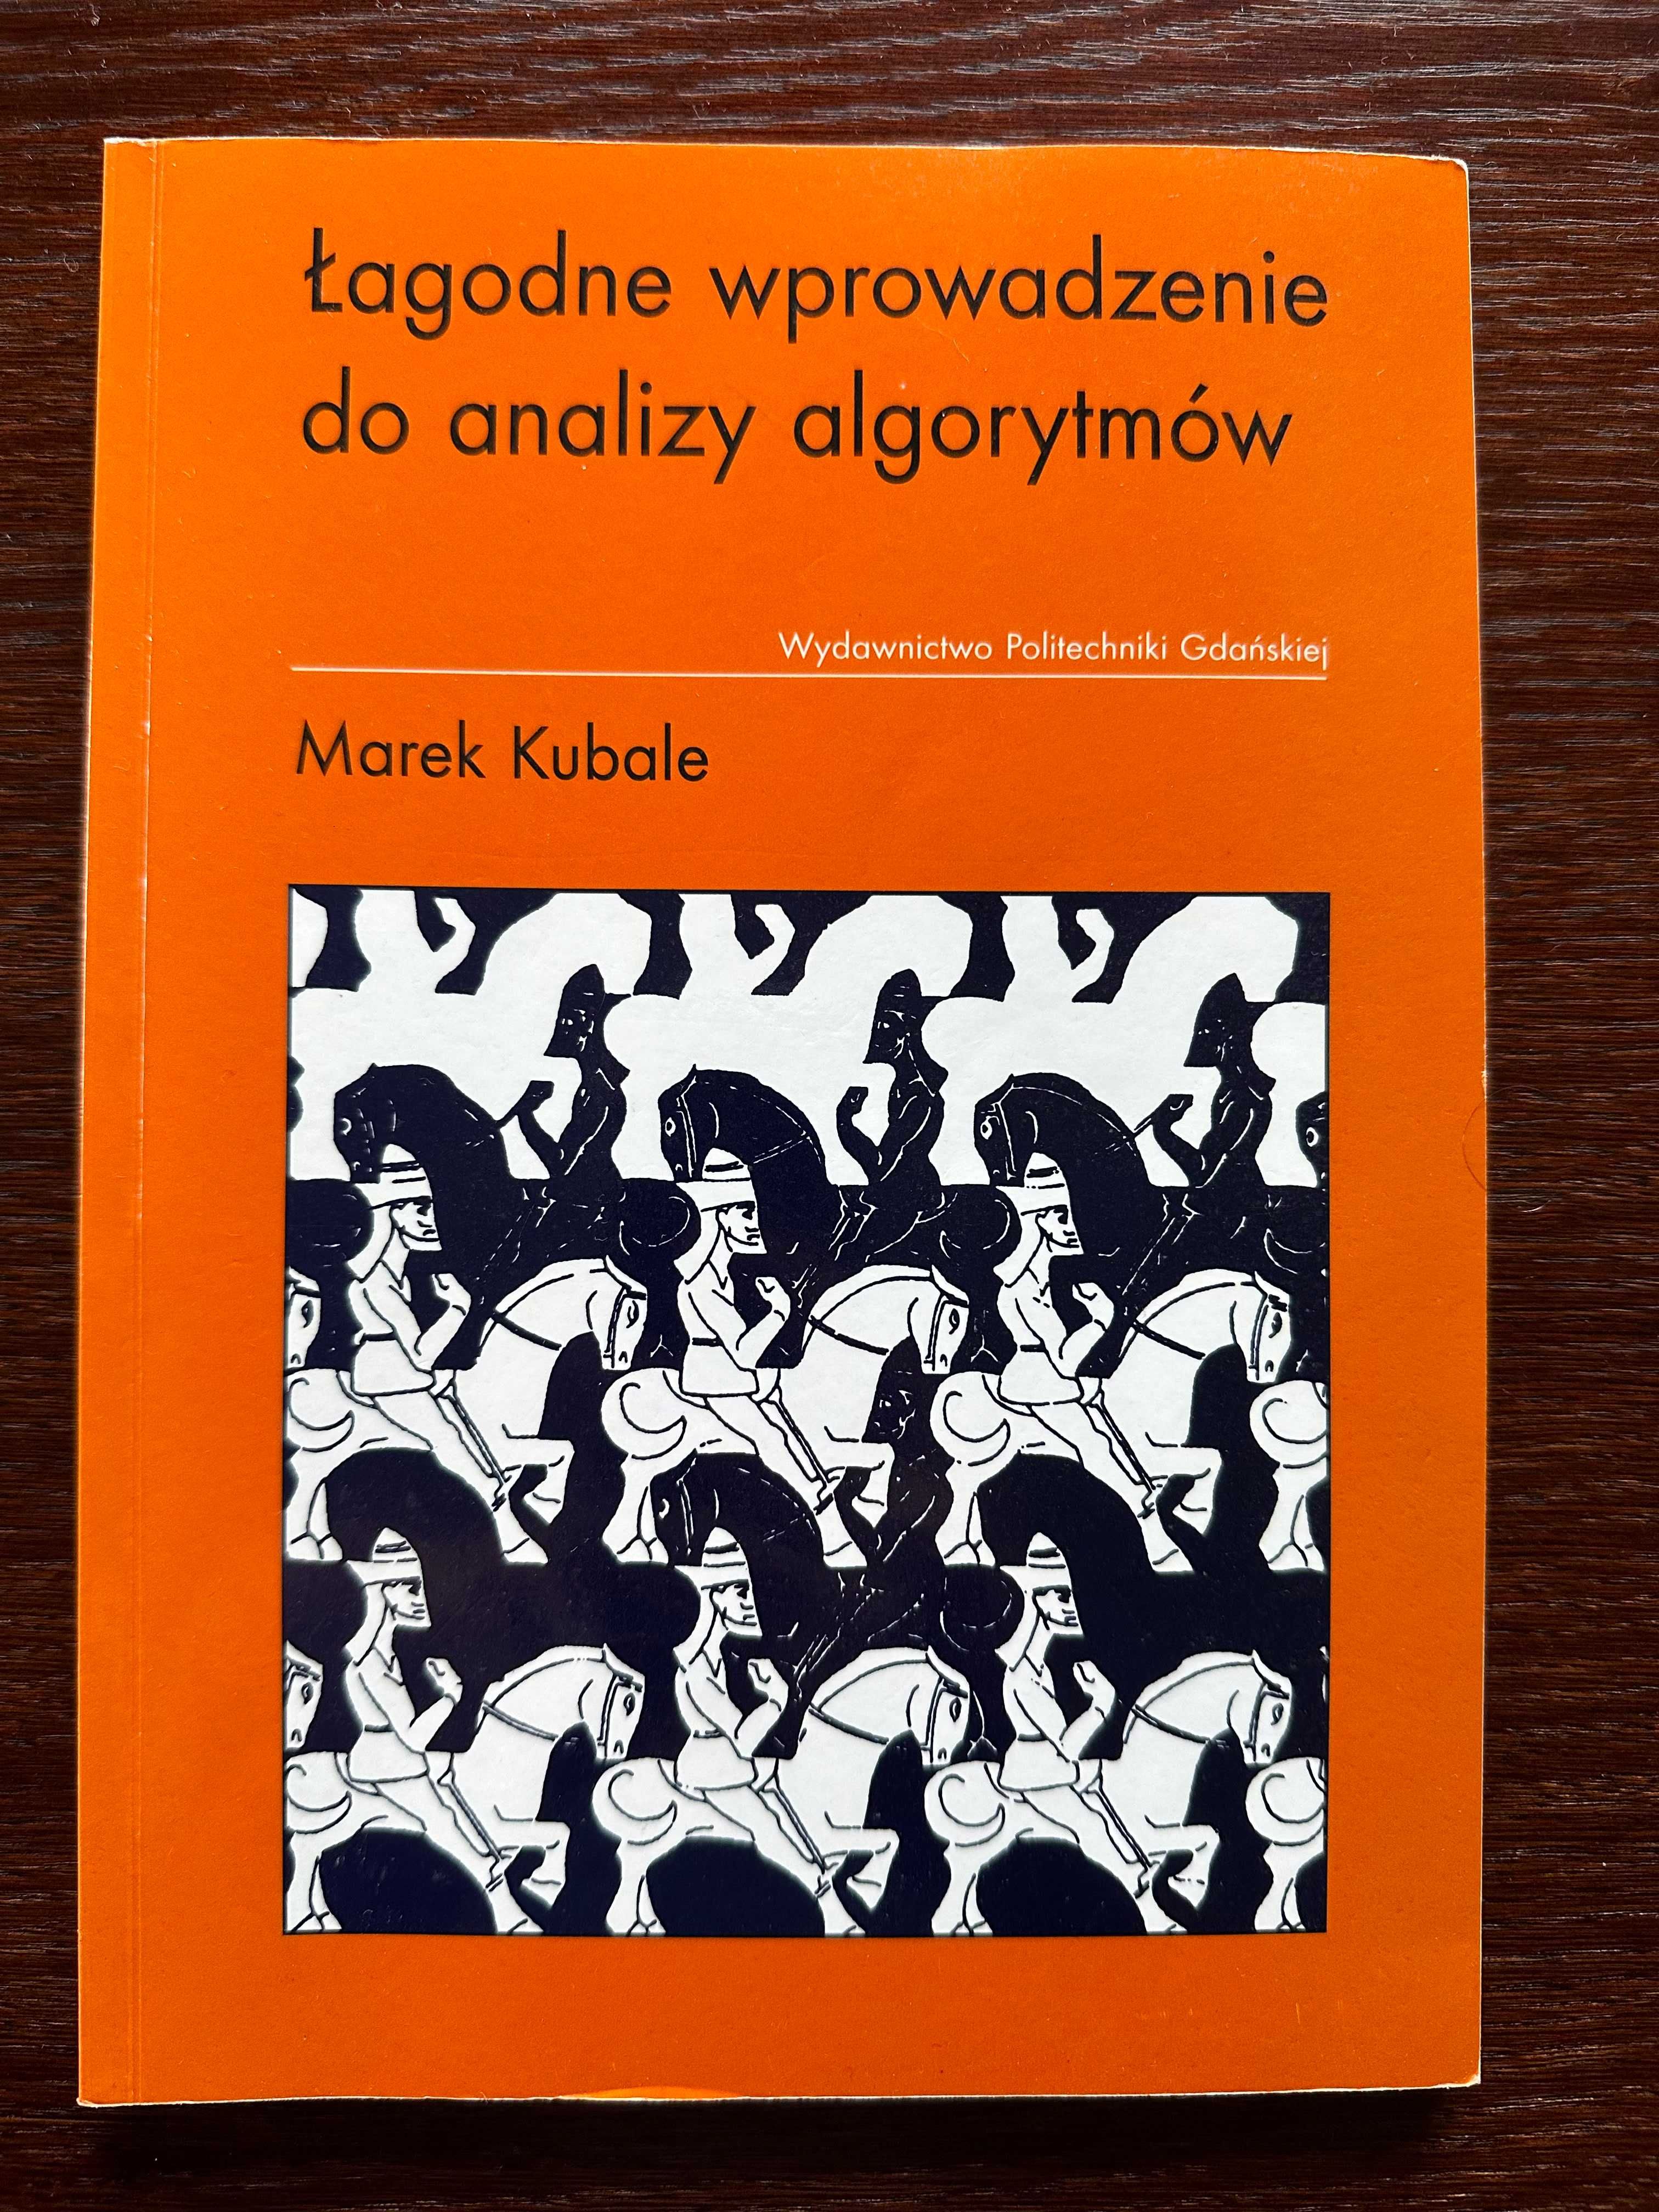 Łagodne wprowadzenie
do analizy algorytmów
Wydawnictwo Politechniki Gdańskiej
Marek Kubale